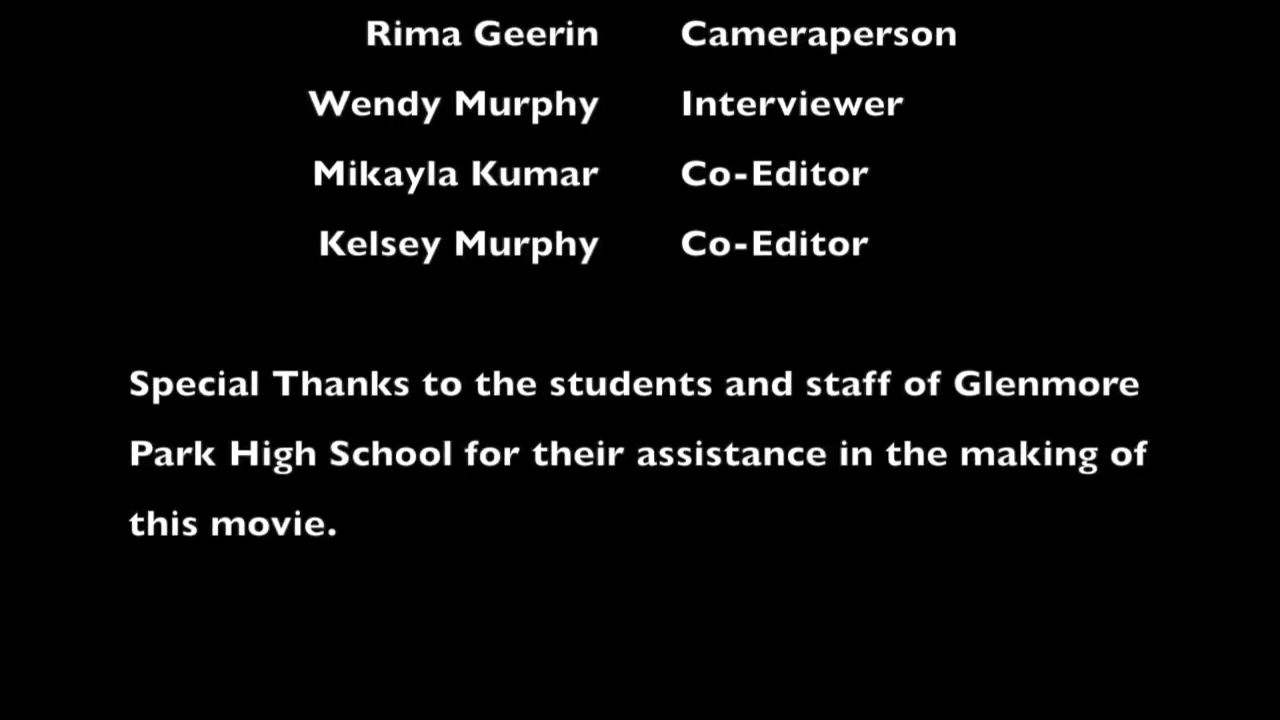 Rima Geerin Cameraperson
Wendy Murphy Interviewer
Mikayla Kumar Co-Editor
Kelsey Murphy Co-Editor
Special Thanks to the students and staff of Glenmore
Park High School for their assistance in the making of
this movie.